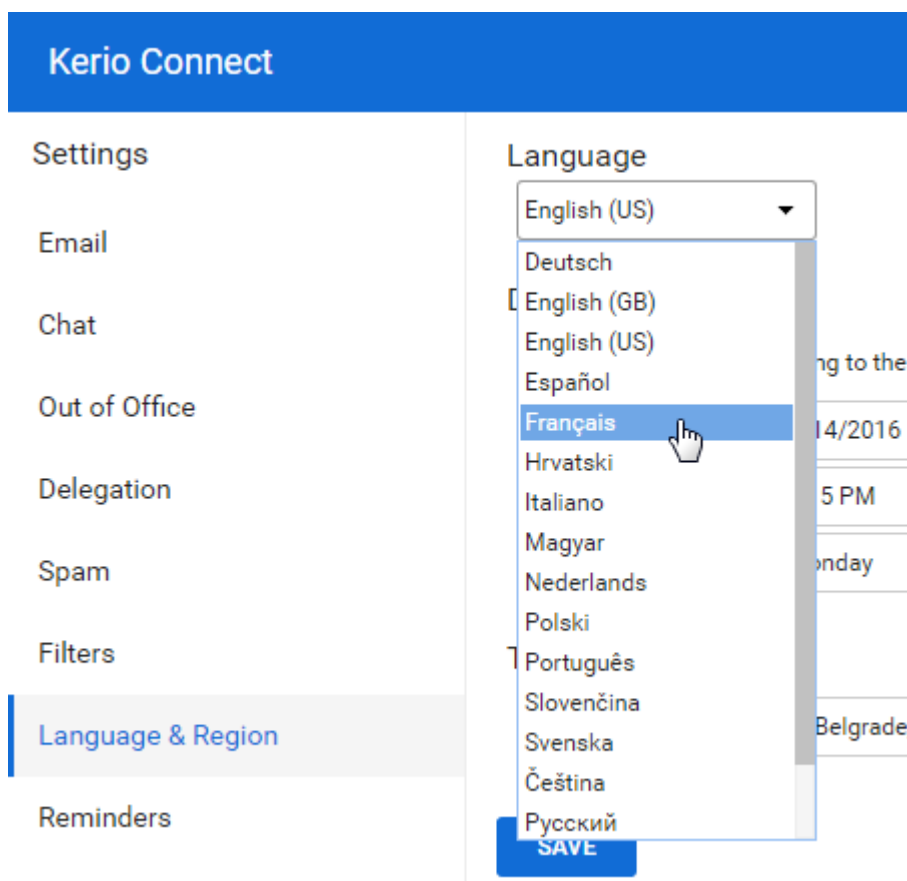 Kerio Connect
Settings
Email
Chat
Out of Office
Delegation
Spam
Filters
Language & Region
Reminders
Language
English (US)
Deutsch
English (GB)
English (US)
Español
Français
Hrvatski
Italiano
Magyar
Nederlands
Polski
Português
Slovenčina
Svenska
Čeština
Русский
to the
14/2016
5 PM
Belgrade
SAVE